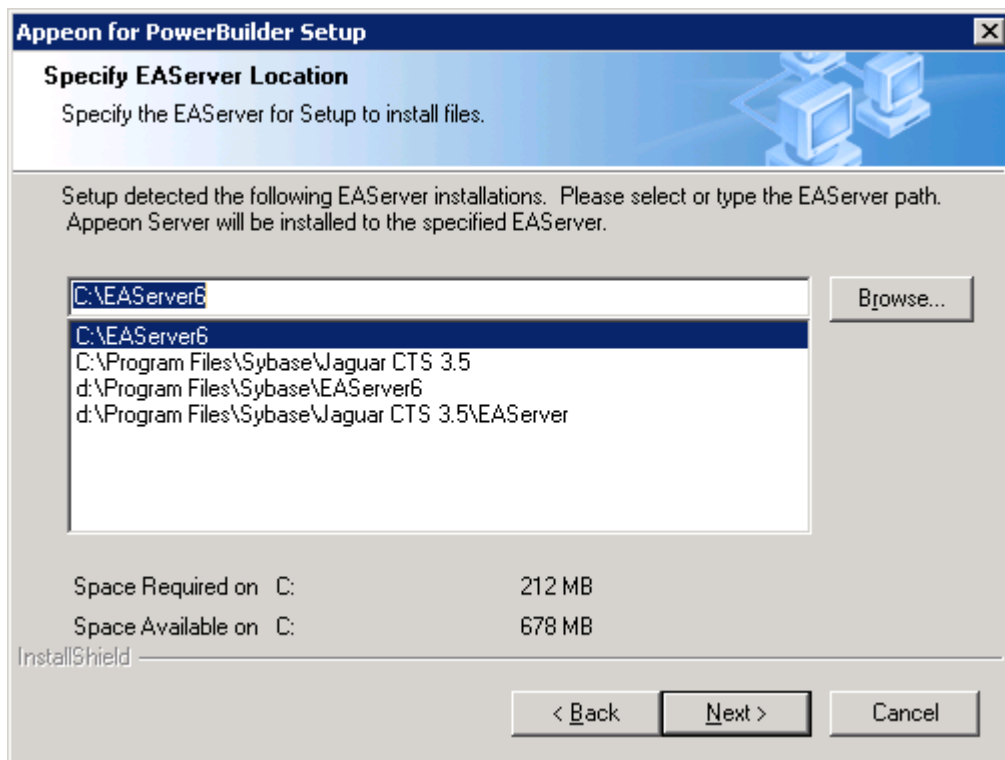 Appeon for PowerBuilder Setup
Specify EAServer Location
Specify the EAServer for Setup to install files.
Setup detected the following EAServer installations.  Please select or type the EAServer path.
Appeon Server will be installed to the specified EAServer.
C:\EAServer6
Browse...
C:\EAServer6
C:\Program Files\Sybase\Jaguar CTS 3.5
d:\Program Files\Sybase\EAServer6
d:\Program Files\Sybase\Jaguar CTS 3.5\EAServer
Space Required on  C: 212 MB
Space Available on  C: 678 MB
InstallShield
< Back Next > Cancel